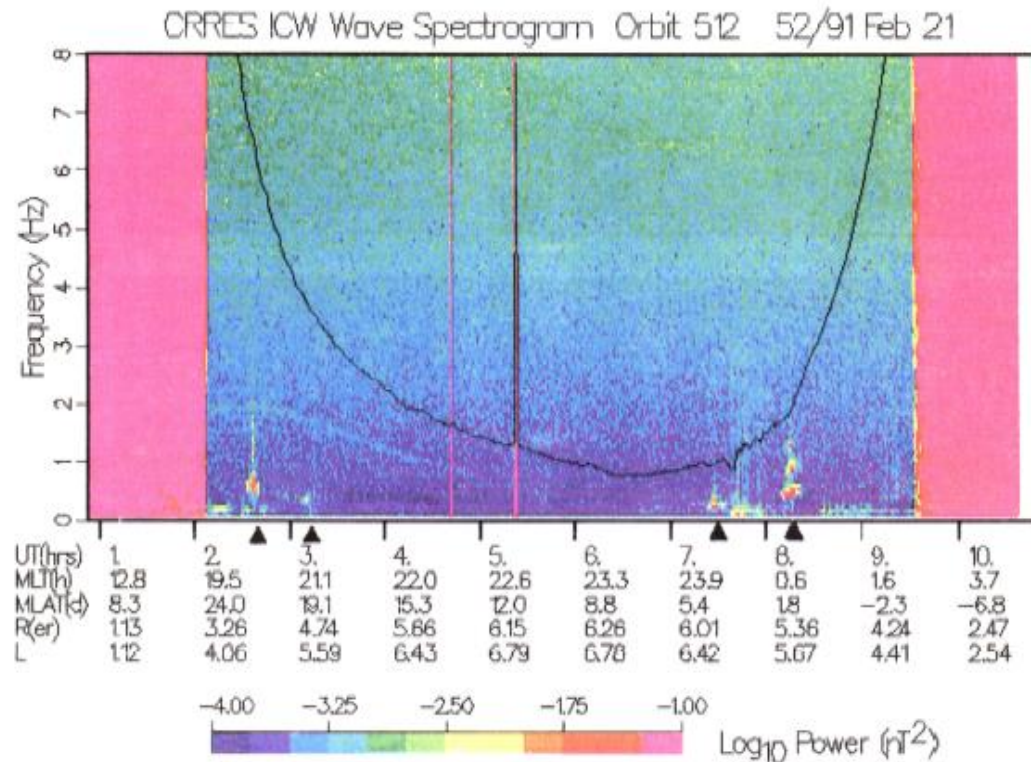 CRRES ICW Wave Spectrogram Orbit 512 52/91 Feb 21
8
7
6
5
4
3
2
1
0
Frequency (Hz)
UT(hrs) 1. 2. 3. 4. 5. 6. 7. 8. 9. 10.
MLT(h) 12.8 19.5 21.1 22.0 22.6 23.3 23.9 0.6 1.6 3.7
MLAT(d) 8.3 24.0 19.1 15.3 12.0 8.8 5.4 1.8 -2.3 -6.8
R(er) 1.13 3.26 4.74 5.66 6.15 6.26 6.01 5.36 4.24 2.47
L 1.12 4.06 5.59 6.43 6.79 6.78 6.42 5.67 4.41 2.54
-4.00 -3.25 -2.50 -1.75 -1.00
Log10 Power (nT2)